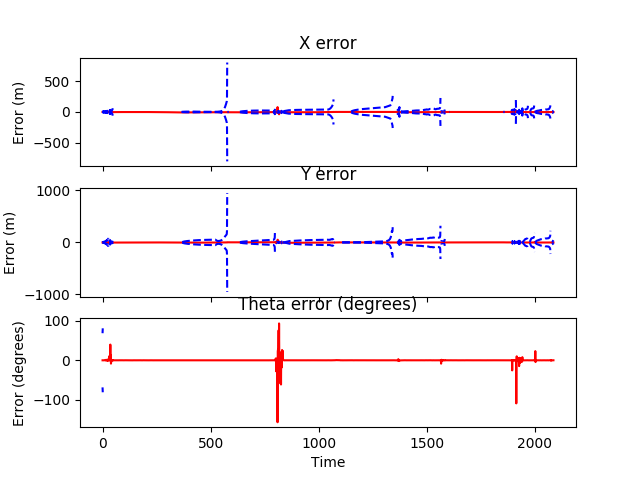 X error
500
0
−500
Error (m)
Y error
1000
0
−1000
Error (m)
Theta error (degrees)
100
0
−100
Error (degrees)
0
500
1000
1500
2000
Time